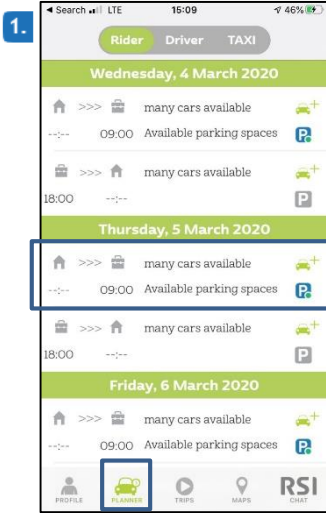 1.
Search LTE 15:09 46%
Rider Driver TAXI
Wednesday, 4 March 2020
>>> many cars available +
--:-- 09:00 Available parking spaces P
>>> many cars available +
18:00 --:-- P
Thursday, 5 March 2020
>>> many cars available +
--:-- 09:00 Available parking spaces P
>>> many cars available +
18:00 --:-- P
Friday, 6 March 2020
>>> many cars available +
--:-- 09:00 Available parking spaces P
PROFILE PLANNER TRIPS MAPS RSI CHAT